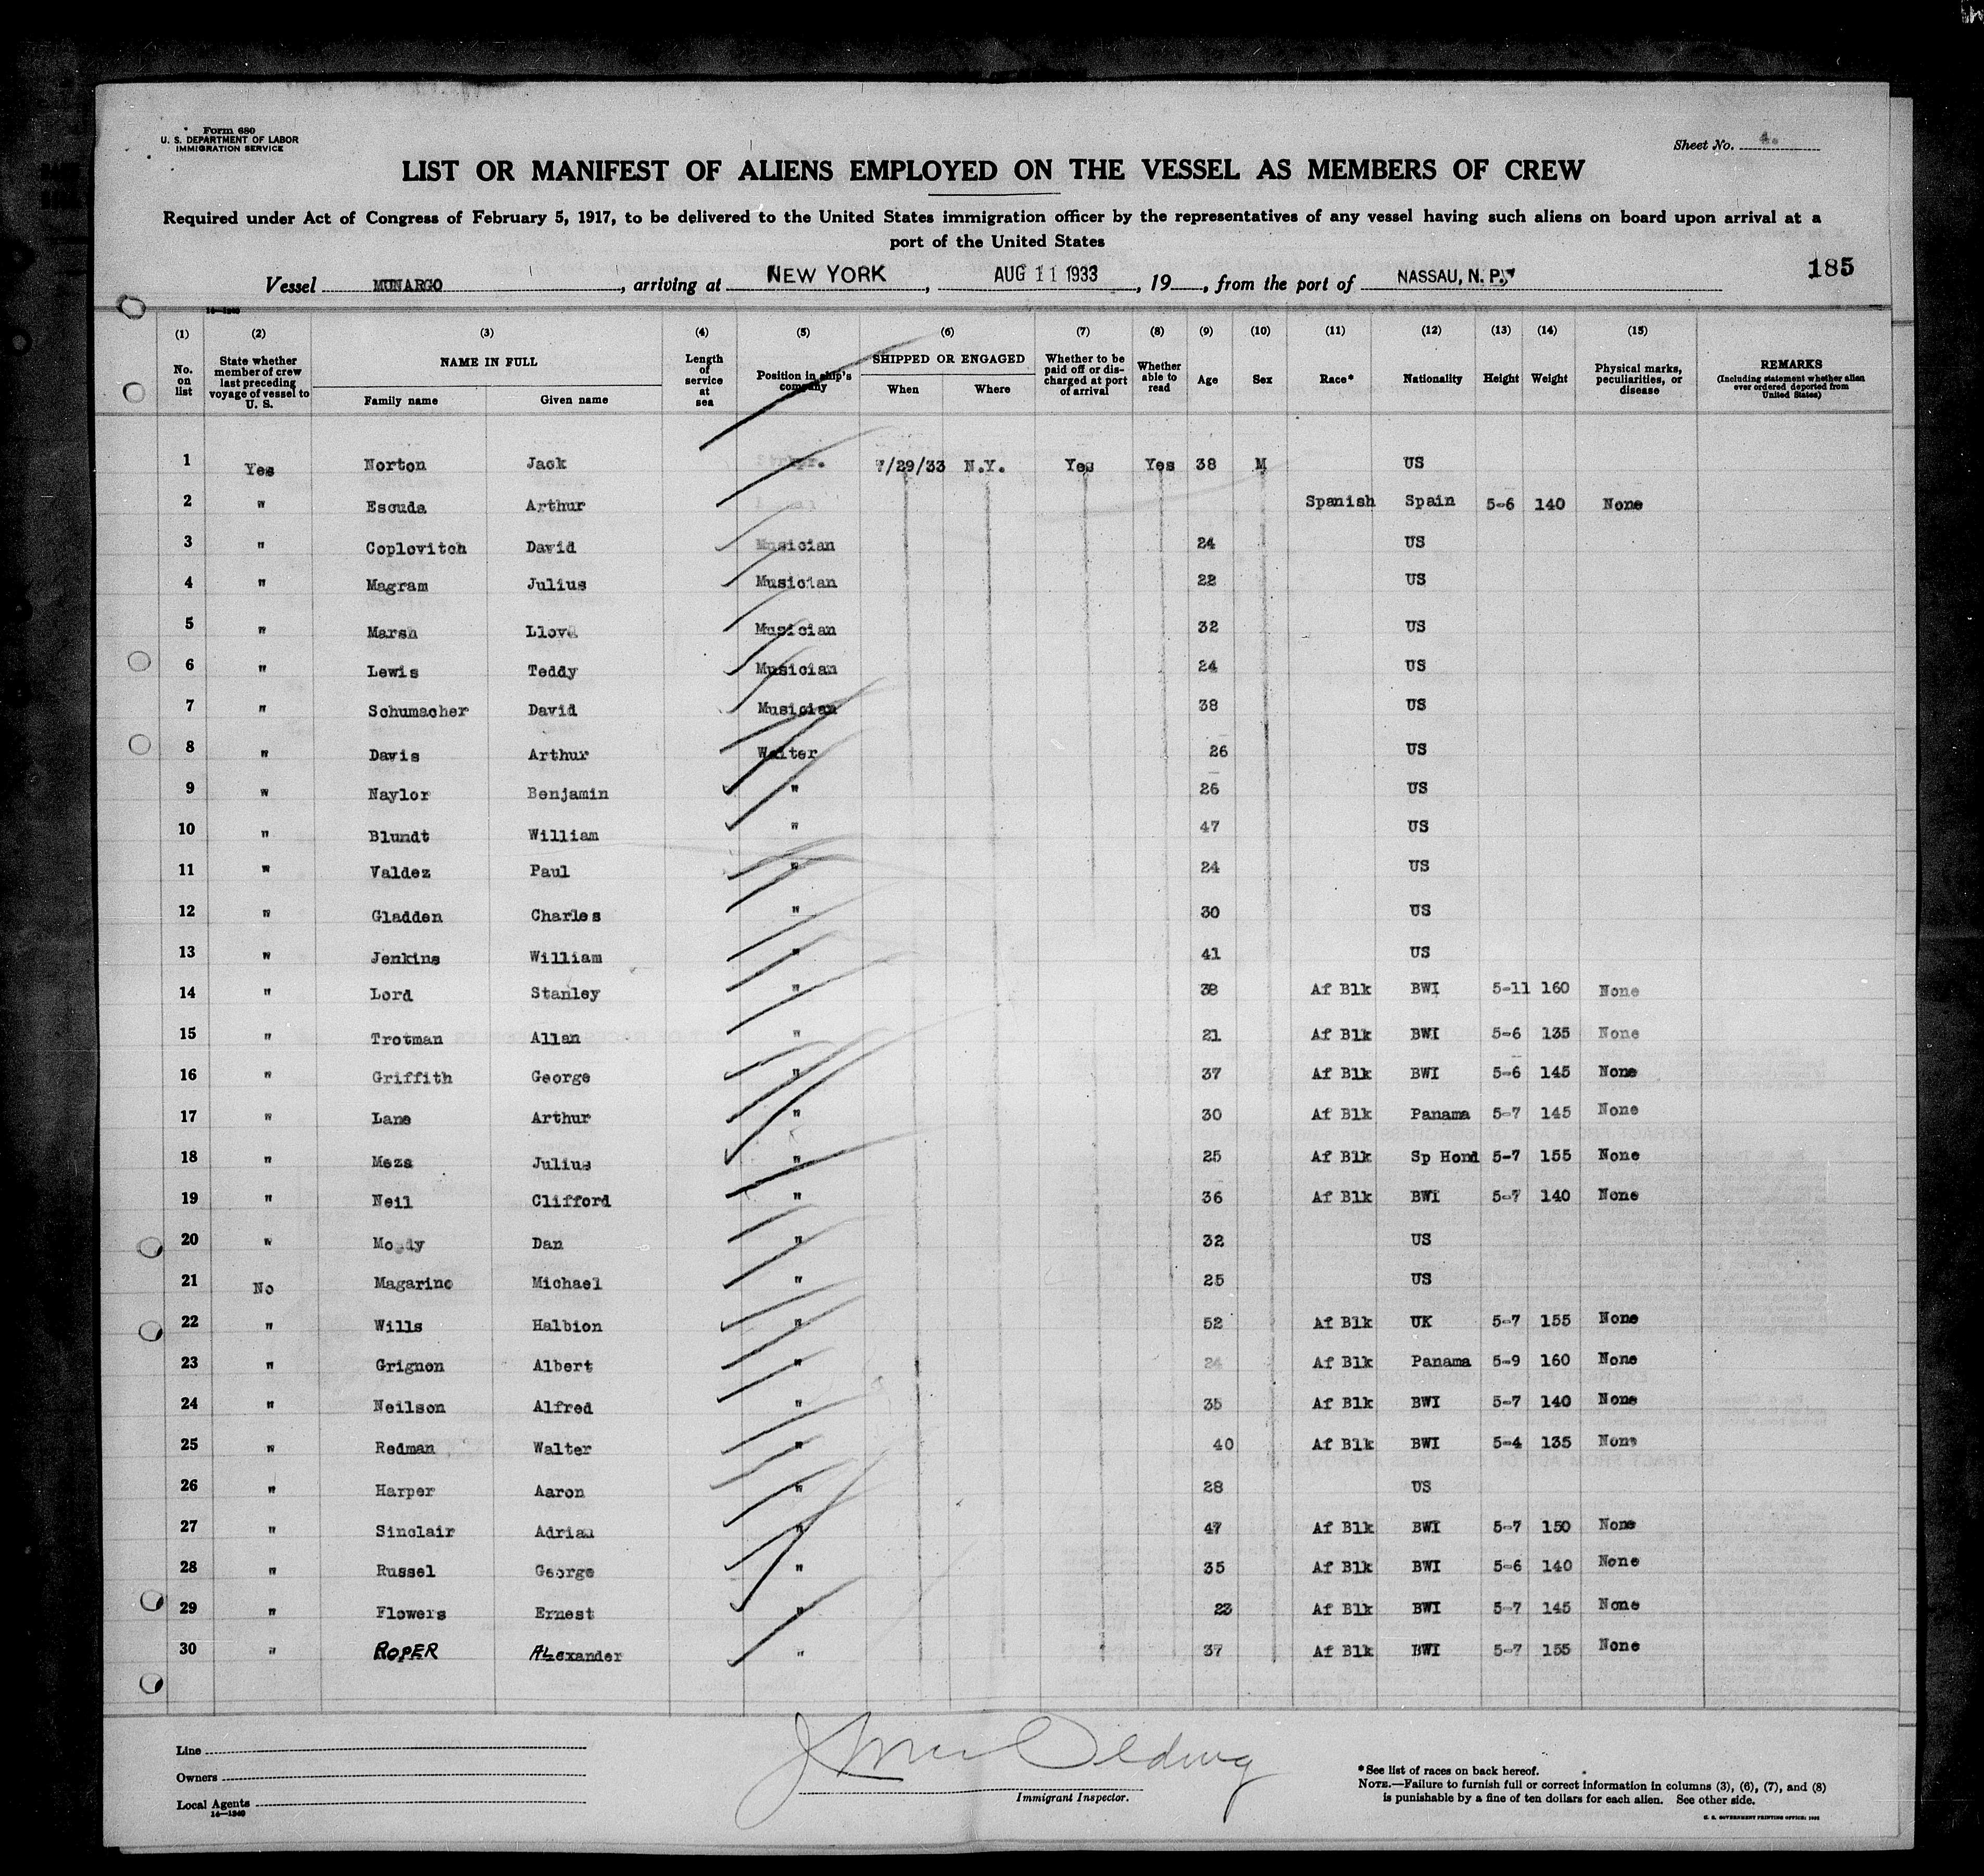 Form 680
U. S. DEPARTMENT OF LABOR
IMMIGRATION SERVICE
Sheet No. 4.
LIST OR MANIFEST OF ALIENS EMPLOYED ON THE VESSEL AS MEMBERS OF CREW
Required under Act of Congress of February 5, 1917, to be delivered to the United States immigration officer by the representatives of any vessel having such aliens on board upon arrival at a
port of the United States
185
Vessel MUNARGO, arriving at NEW YORK, AUG 11 1933, 19 , from the port of NASSAU, N. P.
(1) (2) (3) (4) (5) (6) (7) (8) (9) (10) (11) (12) (13) (14) (15)
No. on list State whether member of crew last preceding voyage of vessel to U. S. NAME IN FULL Family name Given name Length of service at sea Position in ship's company SHIPPED OR ENGAGED When Where Whether to be paid off or discharged at port of arrival Whether able to read Age Sex Race* Nationality Height Weight Physical marks, peculiarities, or disease REMARKS (Including statement whether alien ever ordered deported from United States)
1 Yes Norton Jack 7/29/33 N.Y. Yes Yes 38 M US
2 " Escuda Arthur Spanish Spain 5-6 140 None
3 " Coplovitch David Musician 24 US
4 " Magram Julius Musician 22 US
5 " Marsh Lloyd Musician 32 US
6 " Lewis Teddy Musician 24 US
7 " Schumacher David Musician 38 US
8 " Davis Arthur Waiter 26 US
9 " Naylor Benjamin " 26 US
10 " Blundt William " 47 US
11 " Valdez Paul " 24 US
12 " Gladden Charles " 30 US
13 " Jenkins William " 41 US
14 " Lord Stanley " 38 Af Blk BWI 5-11 160 None
15 " Trotman Allan " 21 Af Blk BWI 5-6 135 None
16 " Griffith George " 37 Af Blk BWI 5-6 145 None
17 " Lane Arthur " 30 Af Blk Panama 5-7 145 None
18 " Meza Julius " 25 Af Blk Sp Hond 5-7 155 None
19 " Neil Clifford " 36 Af Blk BWI 5-7 140 None
20 " Moody Dan " 32 US
21 No Magarino Michael " 25 US
22 " Wills Halbion " 52 Af Blk UK 5-7 155 None
23 " Grignon Albert " 24 Af Blk Panama 5-9 160 None
24 " Neilson Alfred " 35 Af Blk BWI 5-7 140 None
25 " Redman Walter " 40 Af Blk BWI 5-4 135 None
26 " Harper Aaron " 28 US
27 " Sinclair Adrian " 47 Af Blk BWI 5-7 150 None
28 " Russel George " 35 Af Blk BWI 5-6 140 None
29 " Flowers Ernest " 23 Af Blk BWI 5-7 145 None
30 " ROPER ALexander " 37 Af Blk BWI 5-7 155 None
Line
Owners
Local Agents
14—1240
Immigrant Inspector.
*See list of races on back hereof.
NOTE.—Failure to furnish full or correct information in columns (3), (6), (7), and (8)
is punishable by a fine of ten dollars for each alien. See other side.